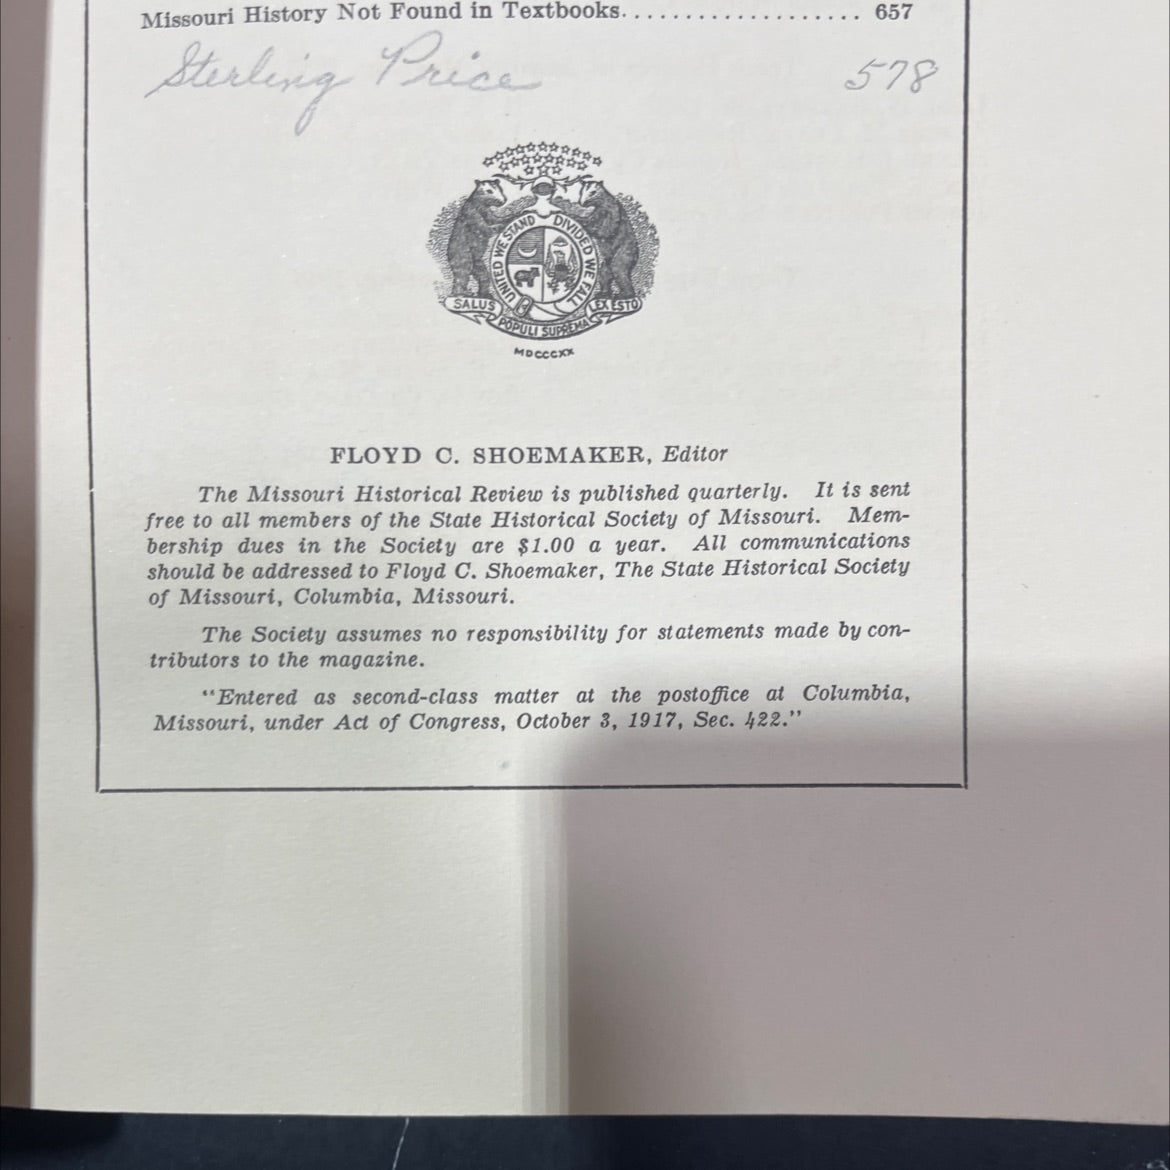 Missouri History Not Found in Textbooks.................... 657
Sterling Price 578
UNITED WE STAND DIVIDED WE FALL
SALUS POPULI SUPREMA LEX ESTO
MDCCCXX
FLOYD C. SHOEMAKER, Editor
The Missouri Historical Review is published quarterly. It is sent
free to all members of the State Historical Society of Missouri. Mem-
bership dues in the Society are $1.00 a year. All communications
should be addressed to Floyd C. Shoemaker, The State Historical Society
of Missouri, Columbia, Missouri.
The Society assumes no responsibility for statements made by con-
tributors to the magazine.
"Entered as second-class matter at the postoffice at Columbia,
Missouri, under Act of Congress, October 3, 1917, Sec. 422."